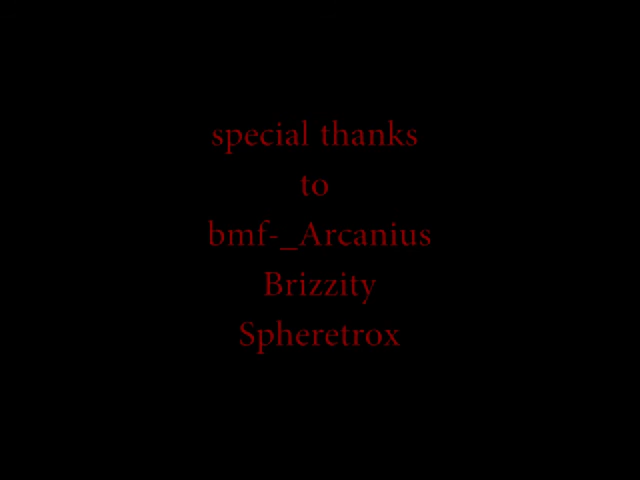 special thanks
to
bmf-_Arcanius
Brizzity
Spheretrox